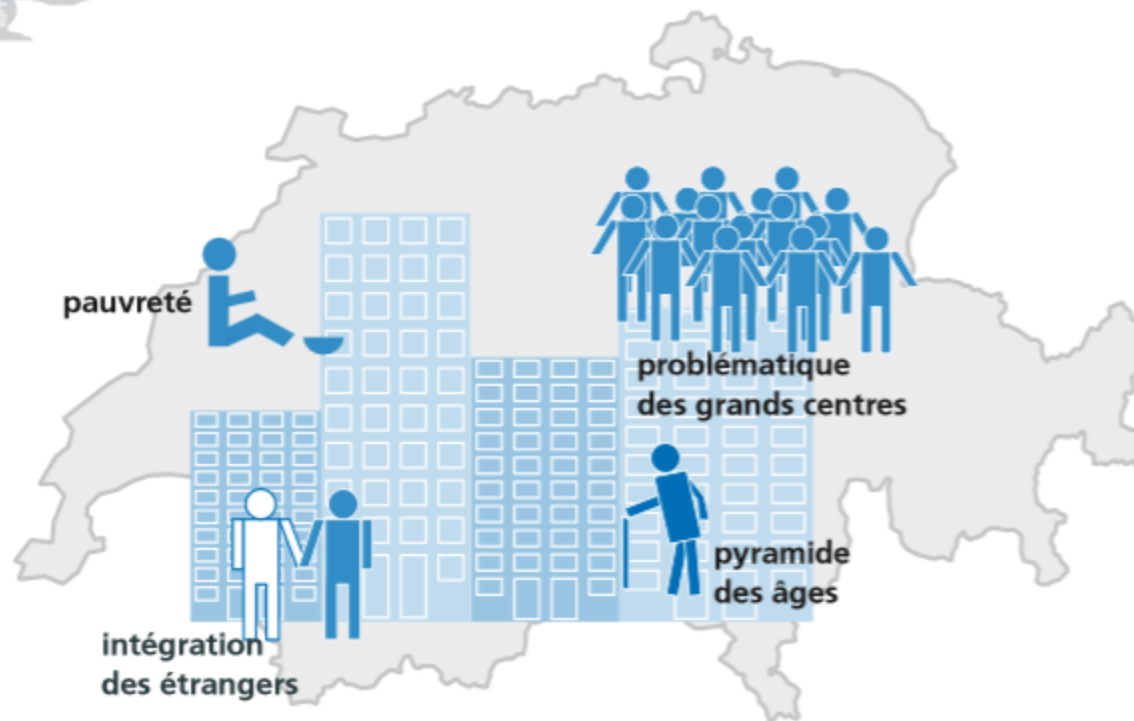 pauvreté
problématique
des grands centres
pyramide
des âges
intégration
des étrangers